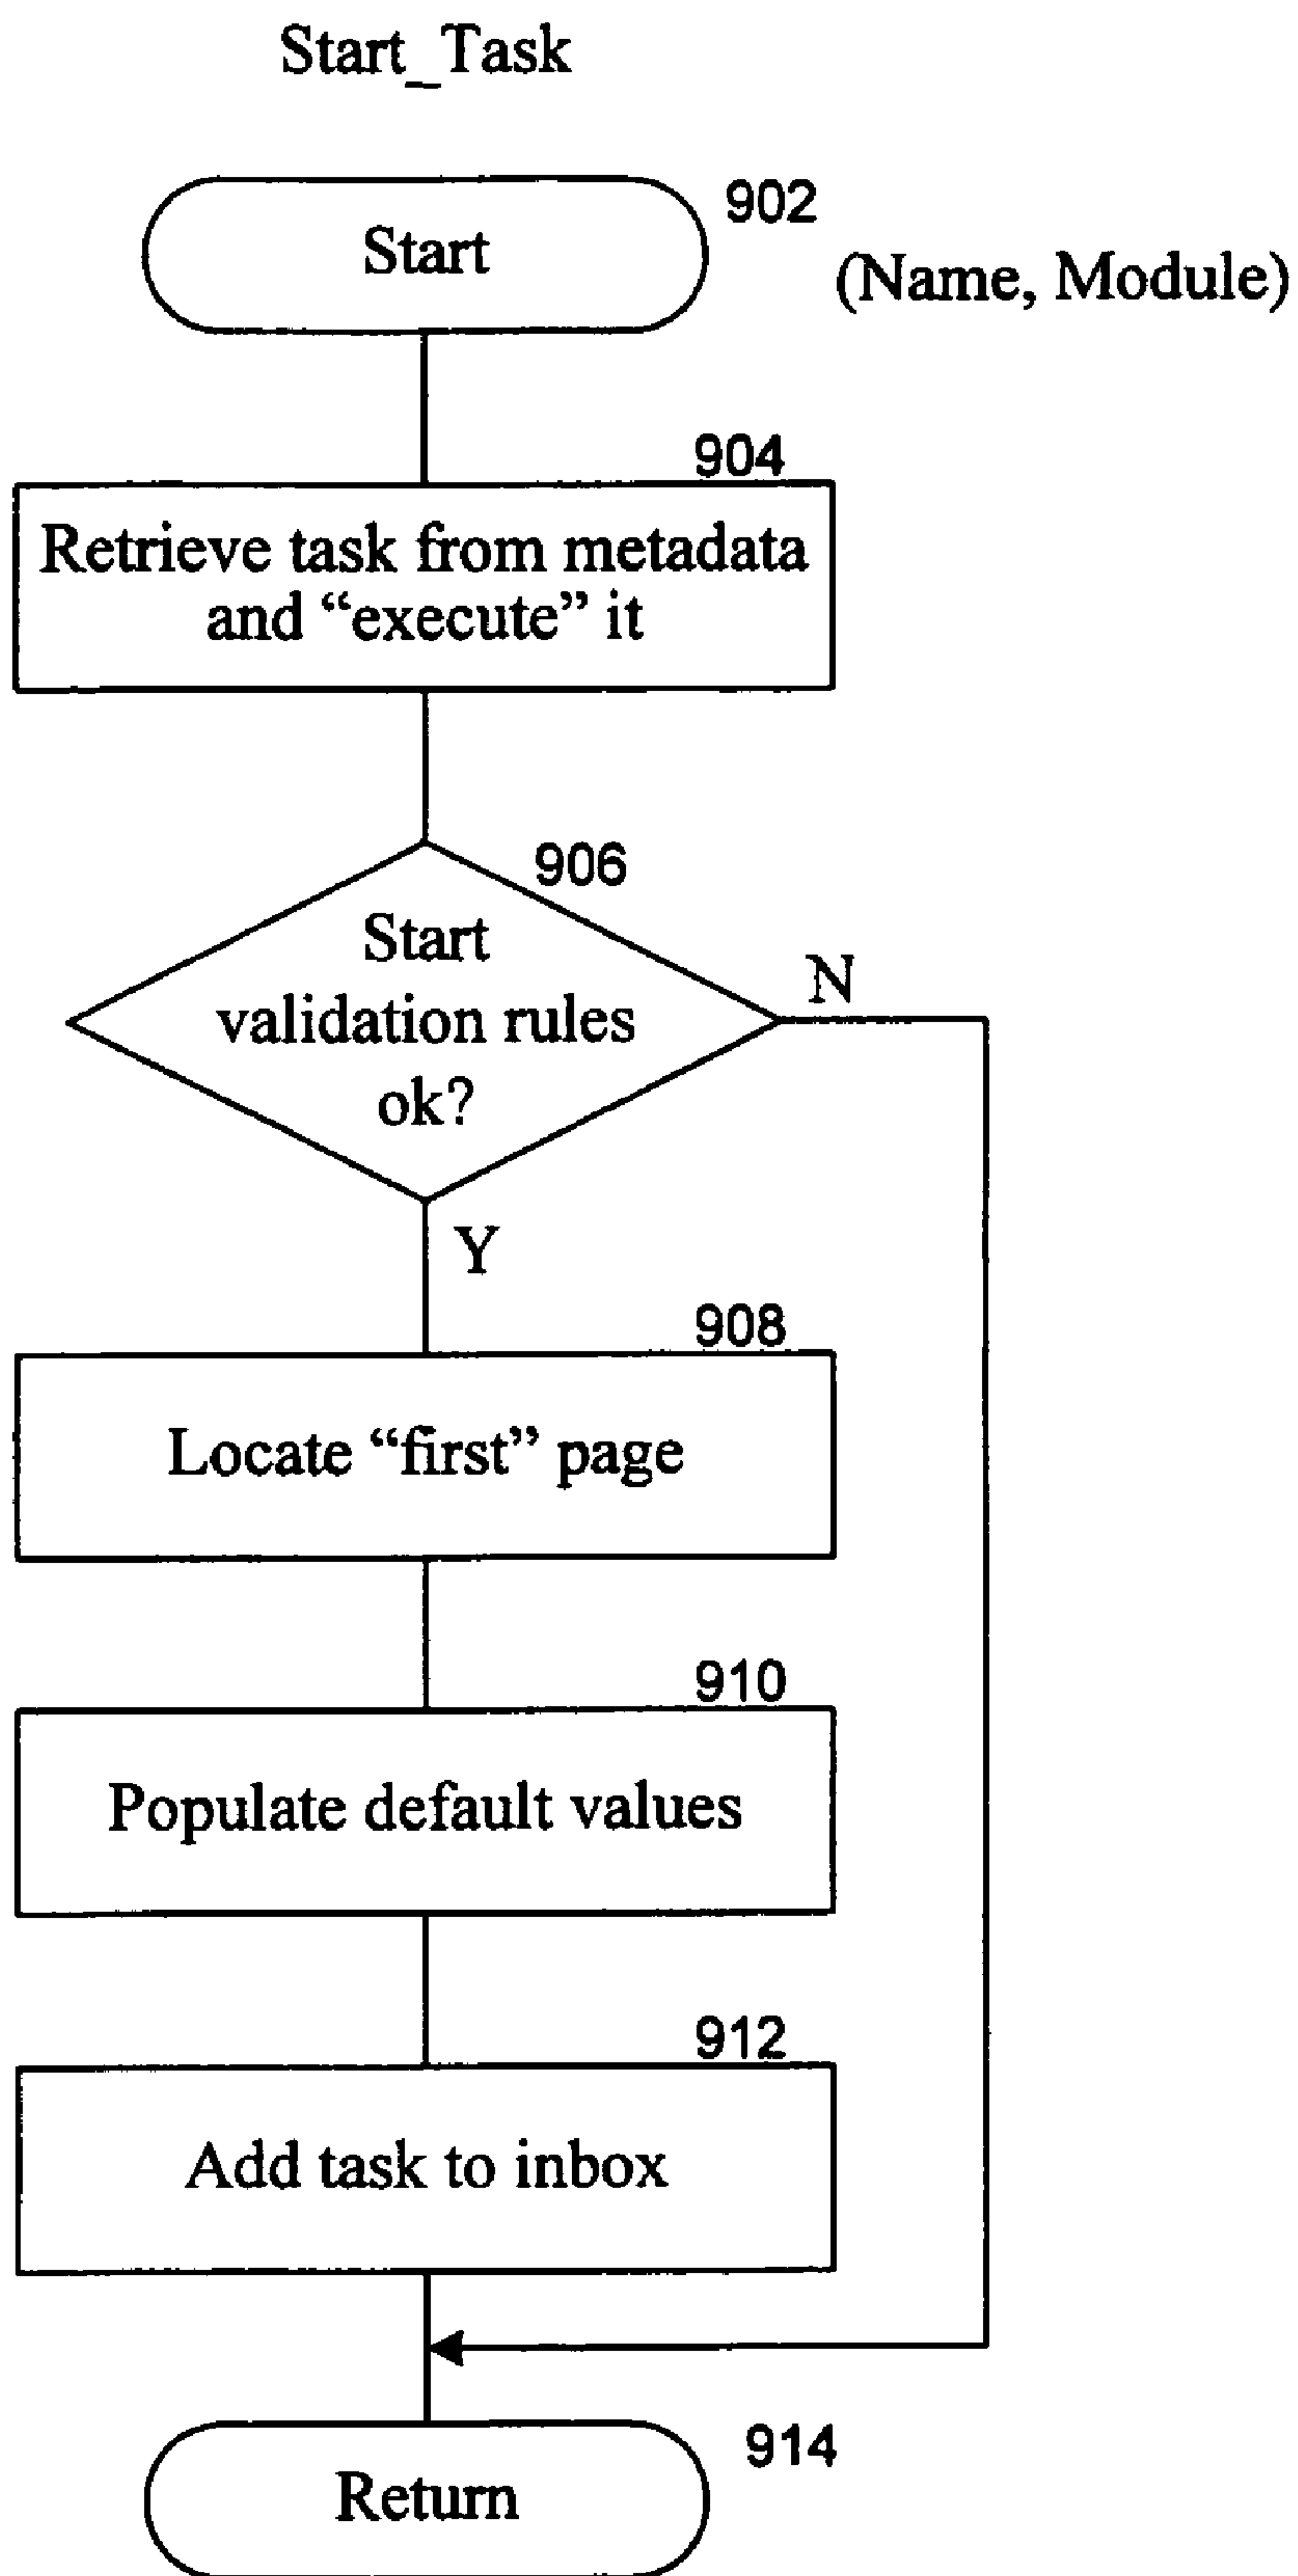 Start_Task
902
Start
(Name, Module)
904
Retrieve task from metadata
and “execute” it
906
Start
validation rules
ok?
N
Y
908
Locate “first” page
910
Populate default values
912
Add task to inbox
914
Return